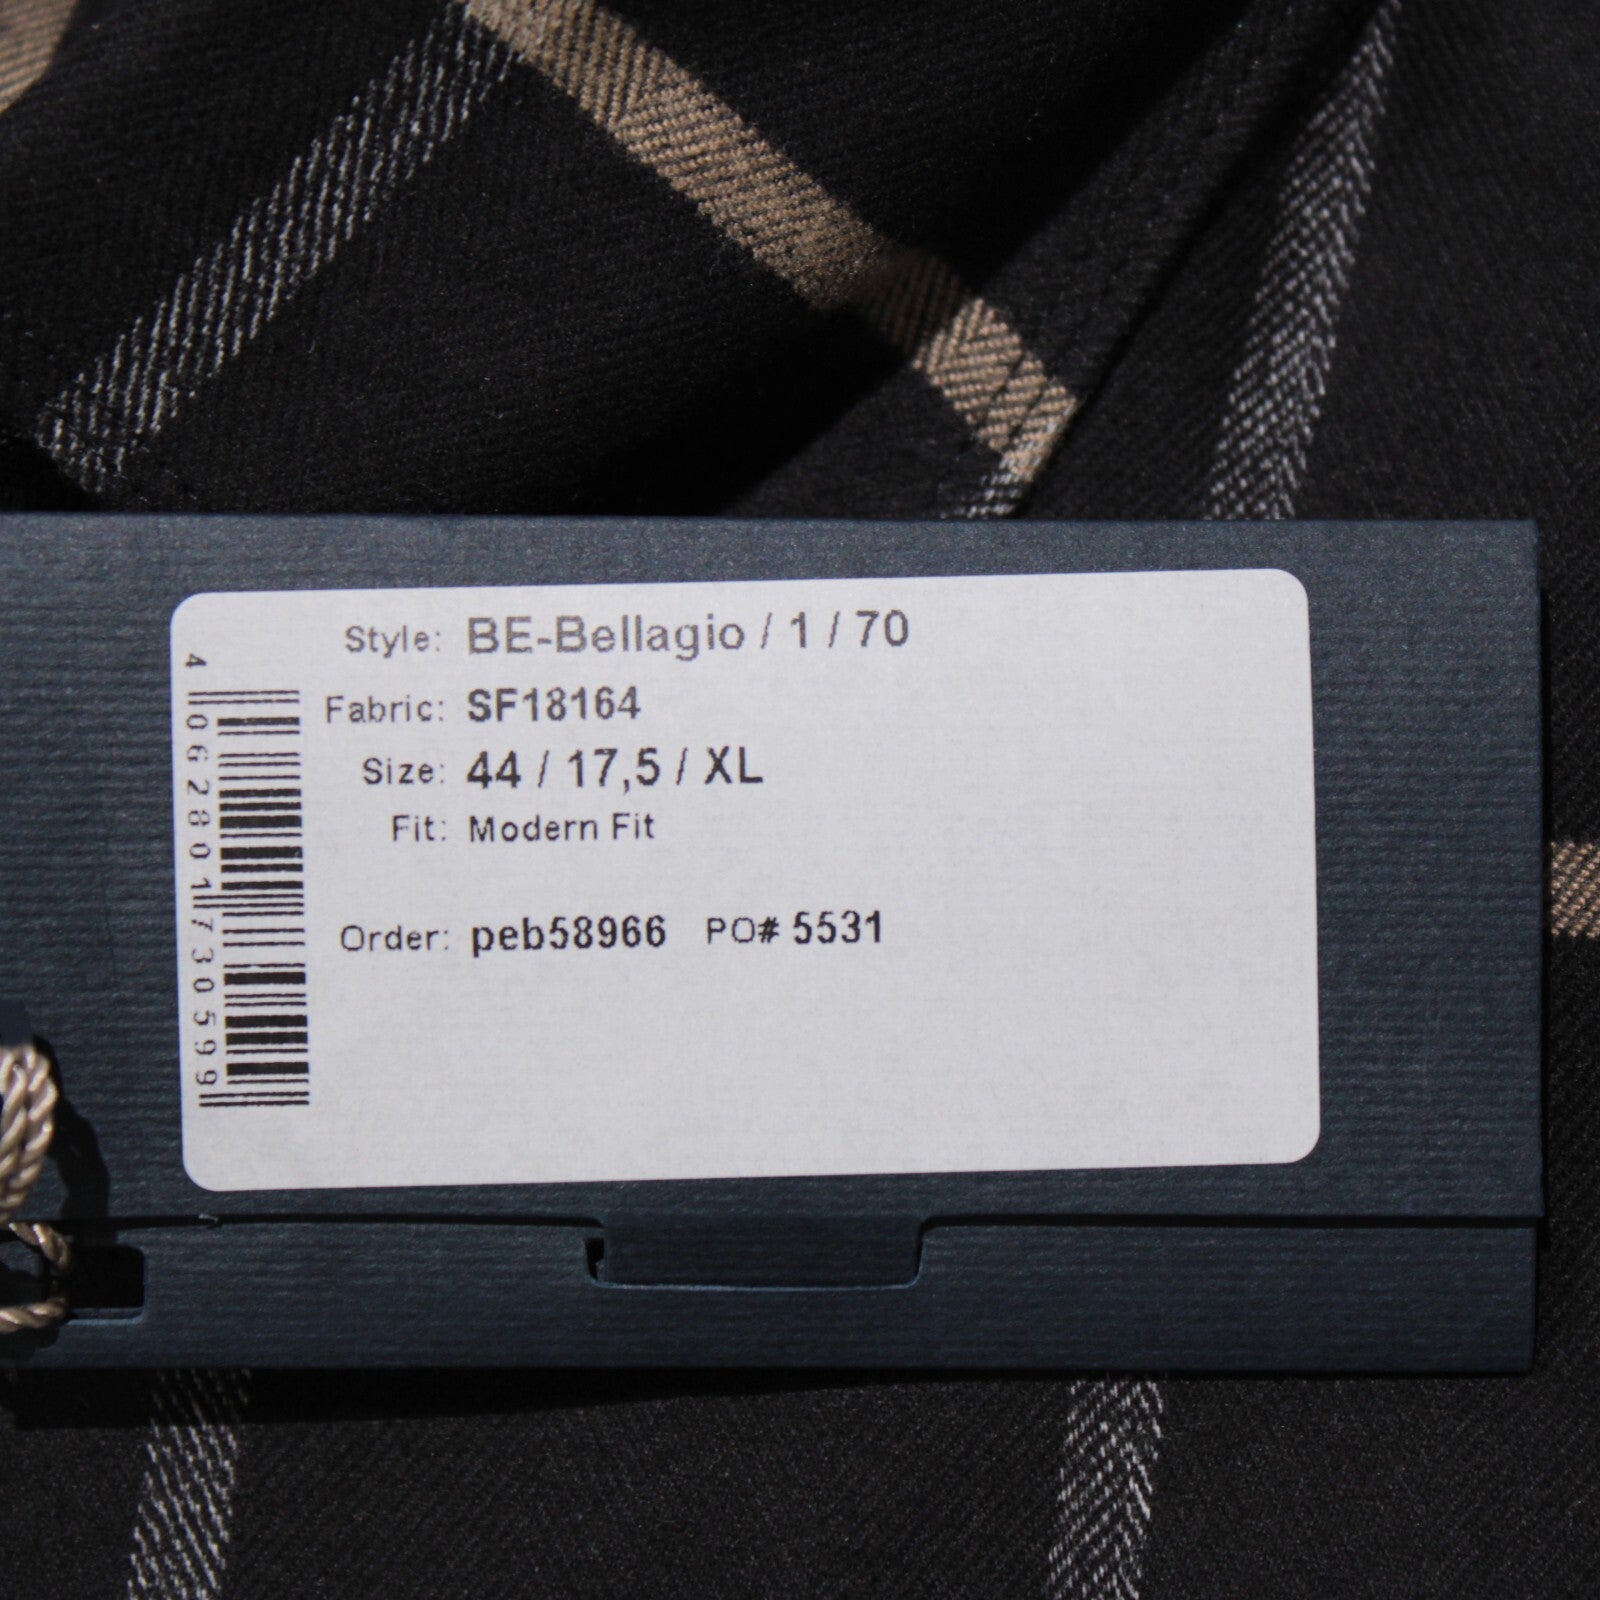 Style: BE-Bellagio / 1 / 70
Fabric: SF18164
Size: 44 / 17,5 / XL
Fit: Modern Fit
Order: peb58966 PO# 5531
4 062801 730599